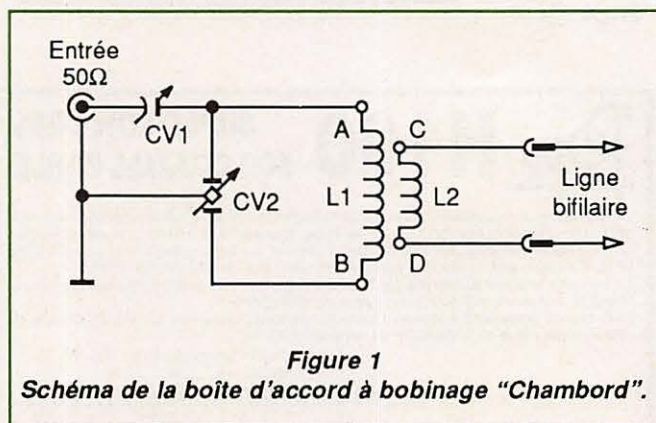 Entrée
50Ω
CV1
CV2
A
C
L1
L2
B
D
Ligne
bifilaire
Figure 1
Schéma de la boîte d'accord à bobinage "Chambord".